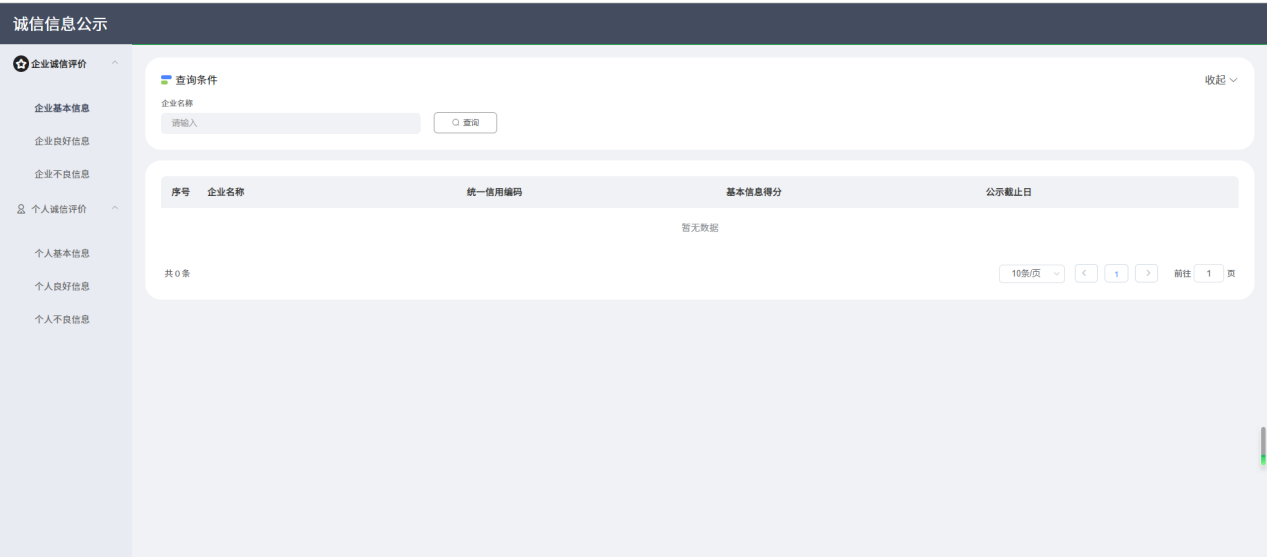 诚信信息公示
企业诚信评价
企业基本信息
企业良好信息
企业不良信息
个人诚信评价
个人基本信息
个人良好信息
个人不良信息
查询条件 收起
企业名称
请输入 查询
序号 企业名称 统一信用编码 基本信息得分 公示截止日
暂无数据
共 0 条 10条/页 1 前往 1 页